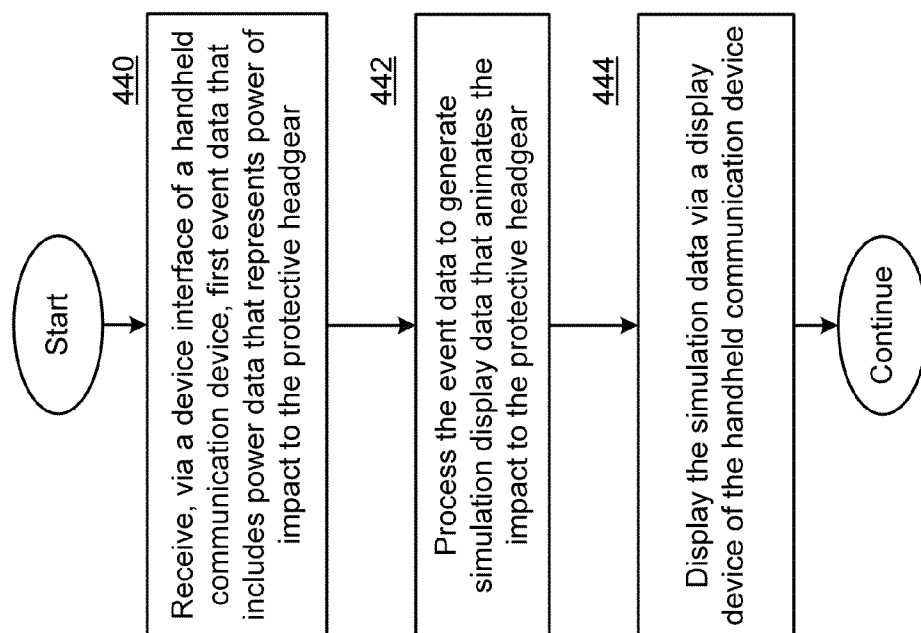 Start
440
Receive, via a device interface of a handheld
communication device, first event data that
includes power data that represents power of
impact to the protective headgear
442
Process the event data to generate
simulation display data that animates the
impact to the protective headgear
444
Display the simulation data via a display
device of the handheld communication device
Continue